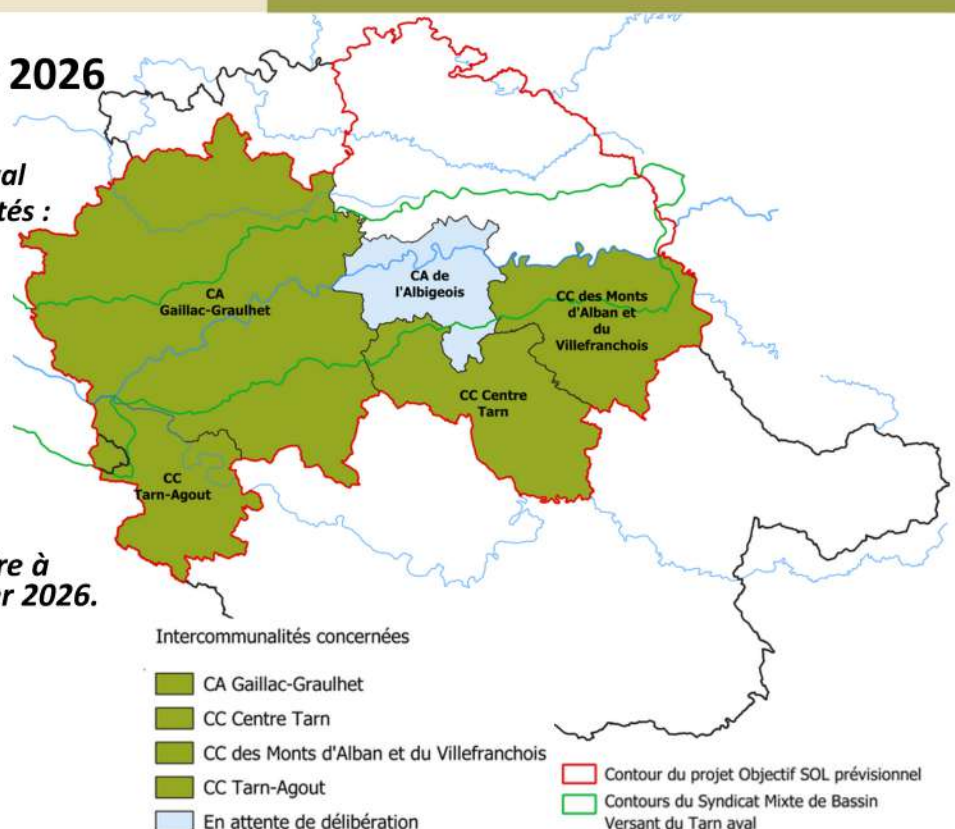 2026
al
tés :
CA
Gaillac-Graulhet
CA de
l'Albigeois
CC des Monts
d'Alban et
du
Villefranchois
CC Centre
Tarn
CC
Tarn-Agout
re à
er 2026.
Intercommunalités concernées
CA Gaillac-Graulhet
CC Centre Tarn
CC des Monts d'Alban et du Villefranchois
CC Tarn-Agout
En attente de délibération
Contour du projet Objectif SOL prévisionnel
Contours du Syndicat Mixte de Bassin
Versant du Tarn aval